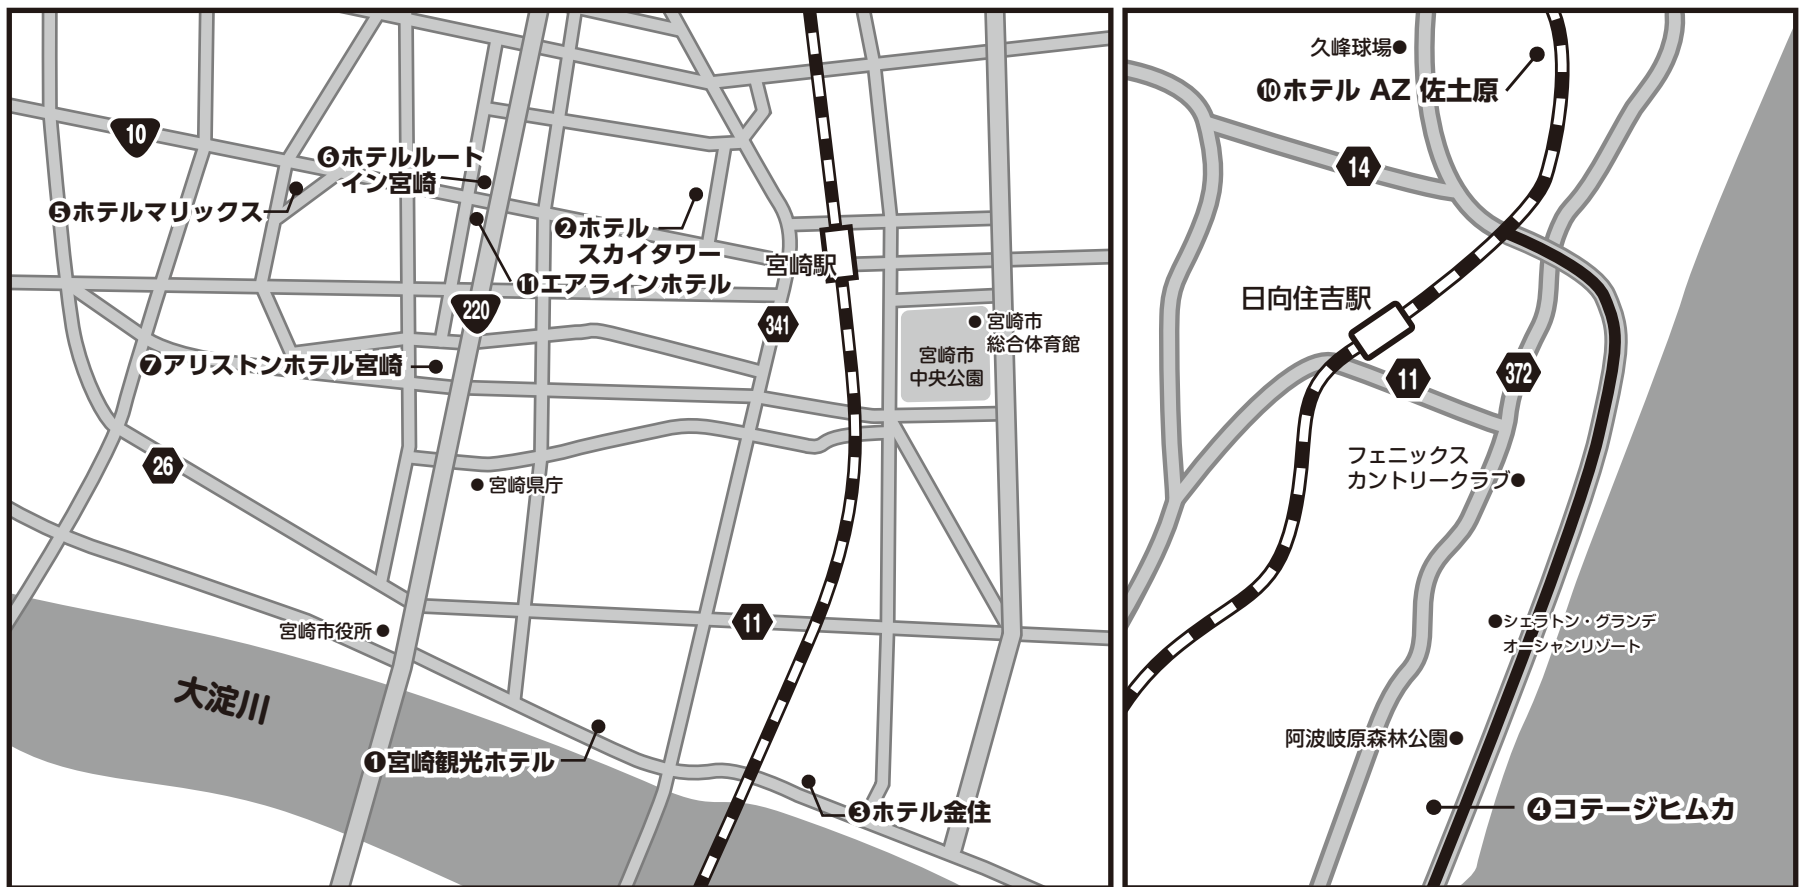 10
❻ホテルルート
イン宮崎
❺ホテルマリックス
❷ホテル
スカイタワー
宮崎駅
⓫エアラインホテル
220
341
宮崎市
総合体育館
宮崎市
中央公園
❼アリストンホテル宮崎
26
宮崎県庁
11
宮崎市役所
大淀川
❶宮崎観光ホテル
❸ホテル金住
久峰球場
❿ホテル AZ 佐土原
14
日向住吉駅
11
372
フェニックス
カントリークラブ
シェラトン・グランデ
オーシャンリゾート
阿波岐原森林公園
❹コテージヒムカ